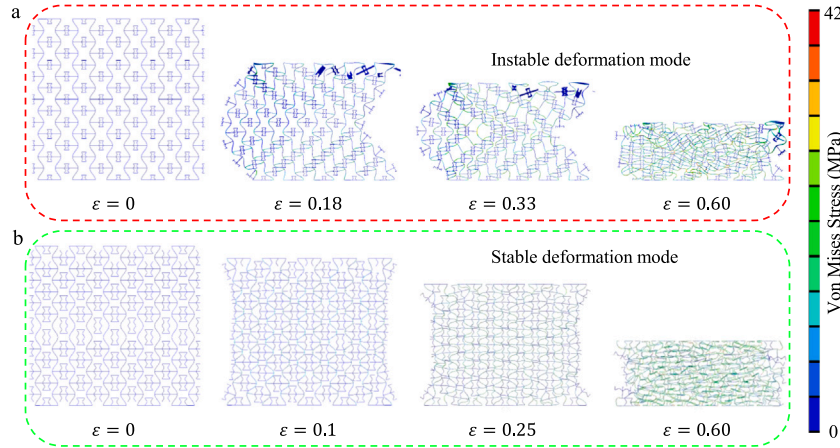 a
42
Instable deformation mode
ε = 0
ε = 0.18
ε = 0.33
ε = 0.60
Von Mises Stress (MPa)
b
Stable deformation mode
ε = 0
ε = 0.1
ε = 0.25
ε = 0.60
0